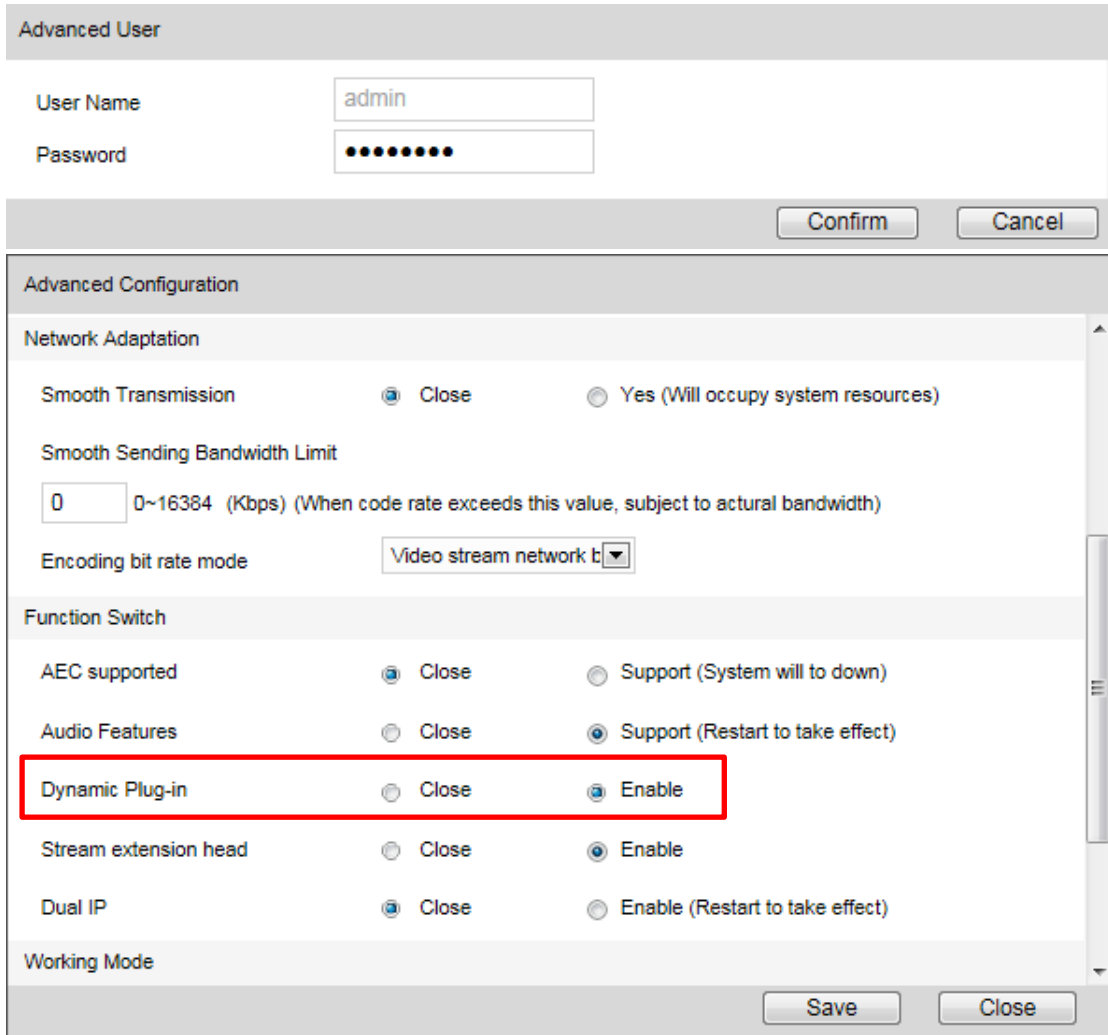 Advanced User
User Name admin
Password ●●●●●●●●
Confirm Cancel
Advanced Configuration
Network Adaptation
Smooth Transmission Close Yes (Will occupy system resources)
Smooth Sending Bandwidth Limit
0 0~16384 (Kbps) (When code rate exceeds this value, subject to actural bandwidth)
Encoding bit rate mode Video stream network b
Function Switch
AEC supported Close Support (System will to down)
Audio Features Close Support (Restart to take effect)
Dynamic Plug-in Close Enable
Stream extension head Close Enable
Dual IP Close Enable (Restart to take effect)
Working Mode
Save Close